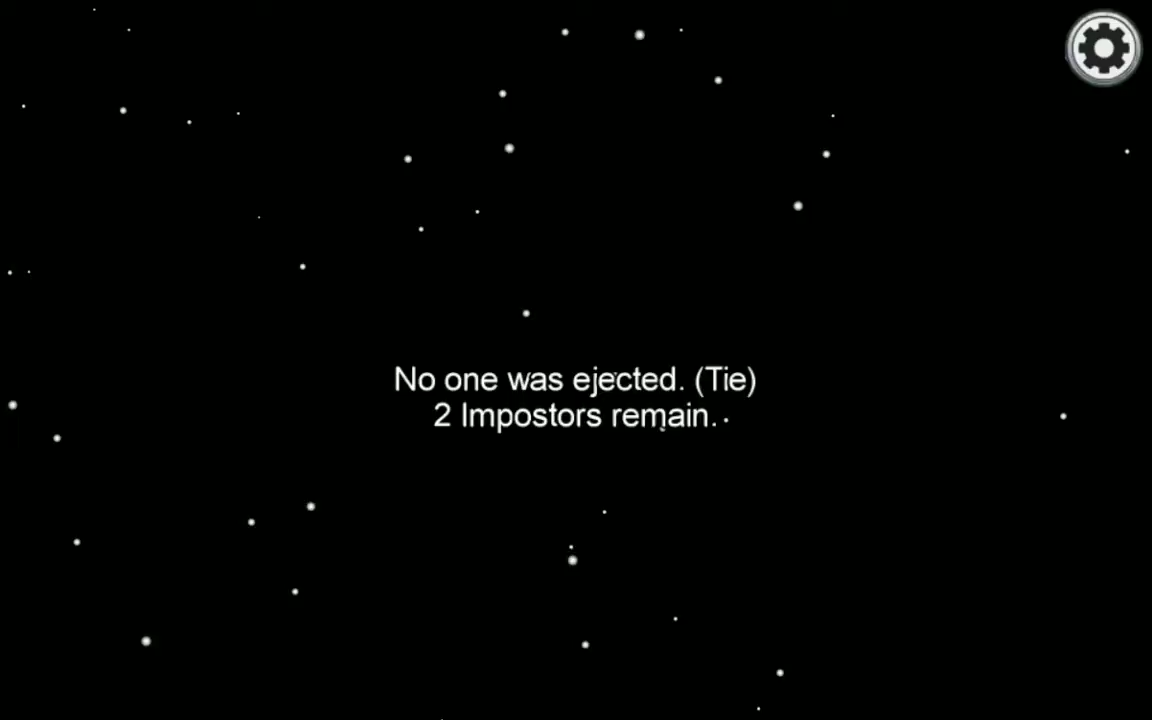 No one was ejected. (Tie)
2 Impostors remain.